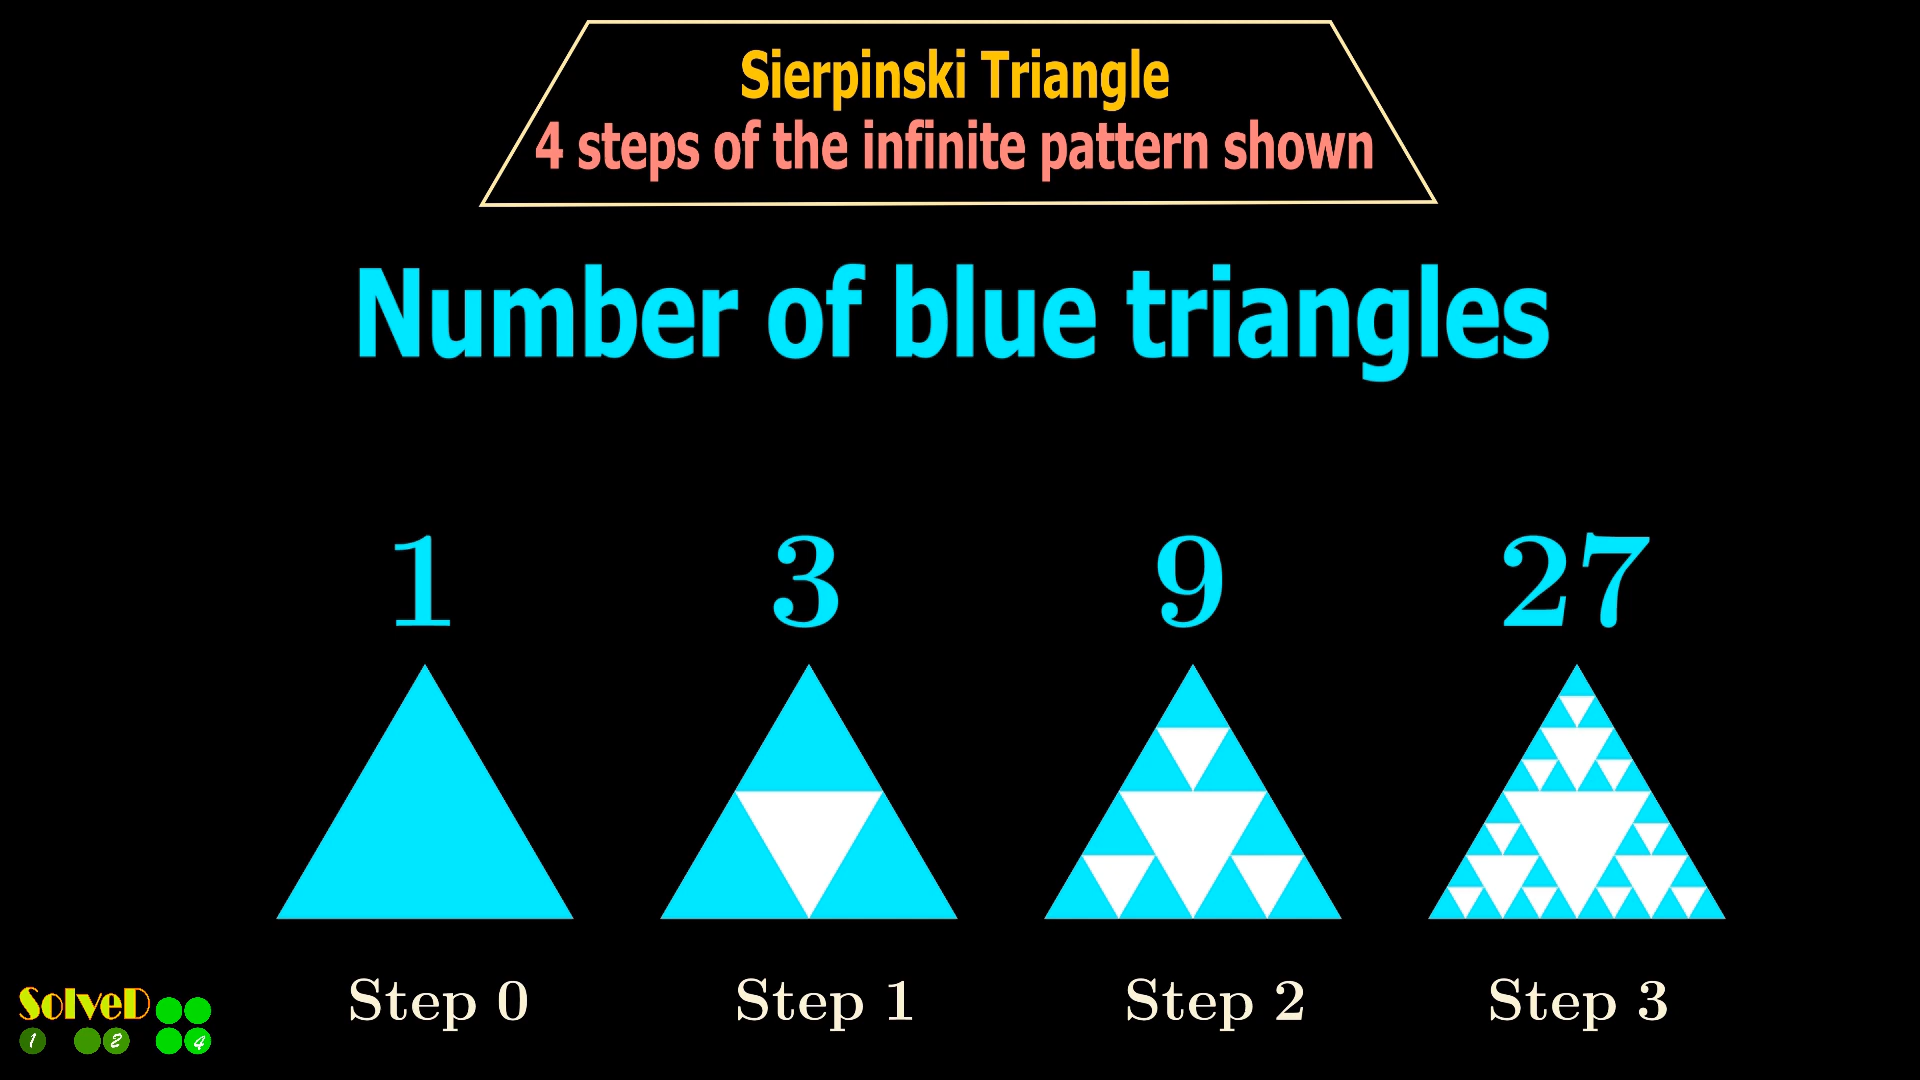 Sierpinski Triangle
4 steps of the infinite pattern shown
Number of blue triangles
1 3 9 27
Step 0 Step 1 Step 2 Step 3
SolveD
1 2 4